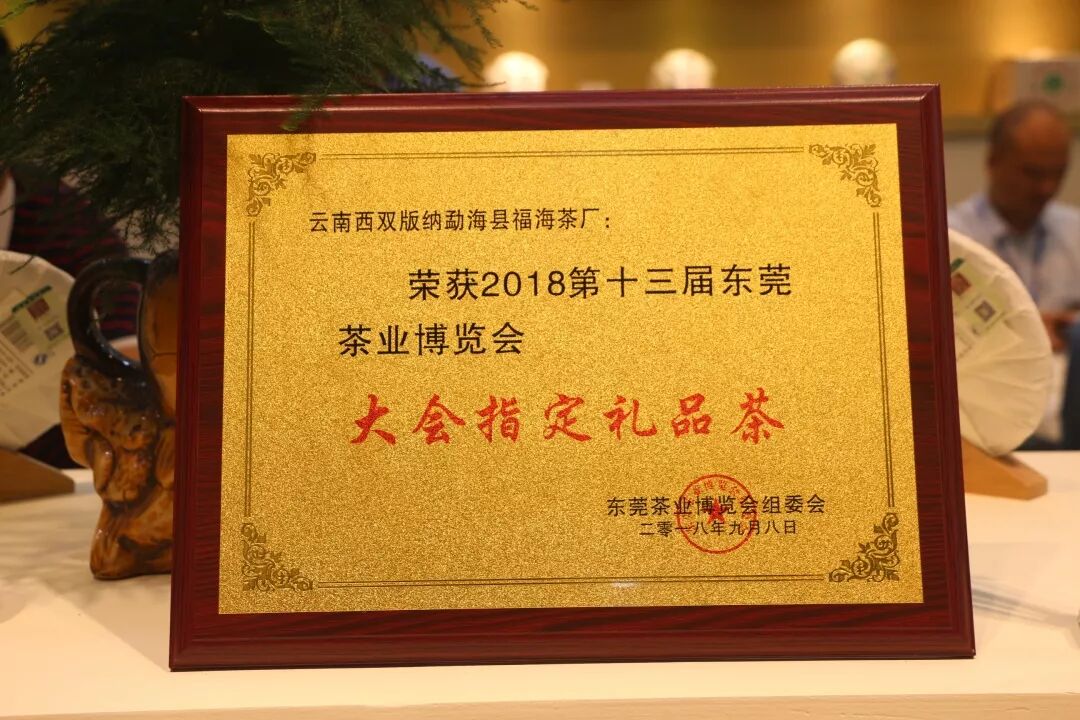 云南西双版纳勐海县福海茶厂：
荣获2018第十三届东莞
茶业博览会
大会指定礼品茶
东莞茶业博览会组委会
二零一八年九月八日